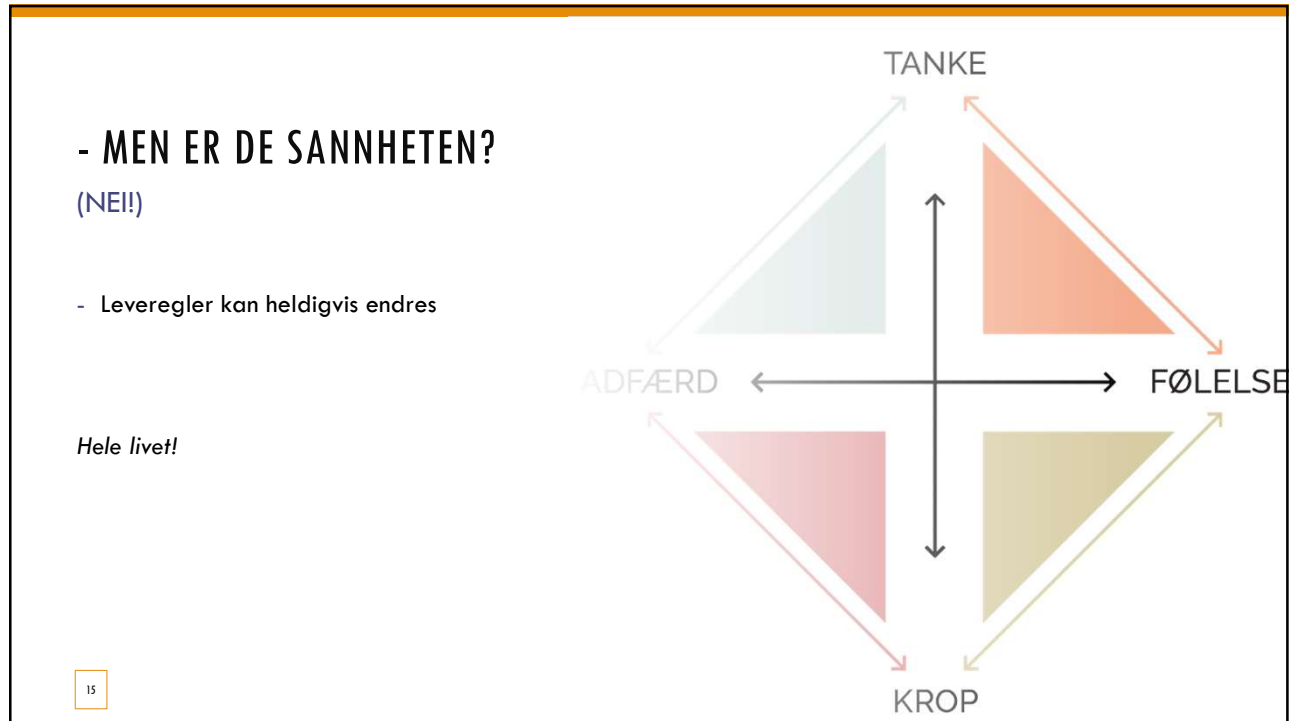 - MEN ER DE SANNHETEN?
(NEI!)
- Leveregler kan heldigvis endres
Hele livet!
15
TANKE
ADFÆRD
FØLELSE
KROP